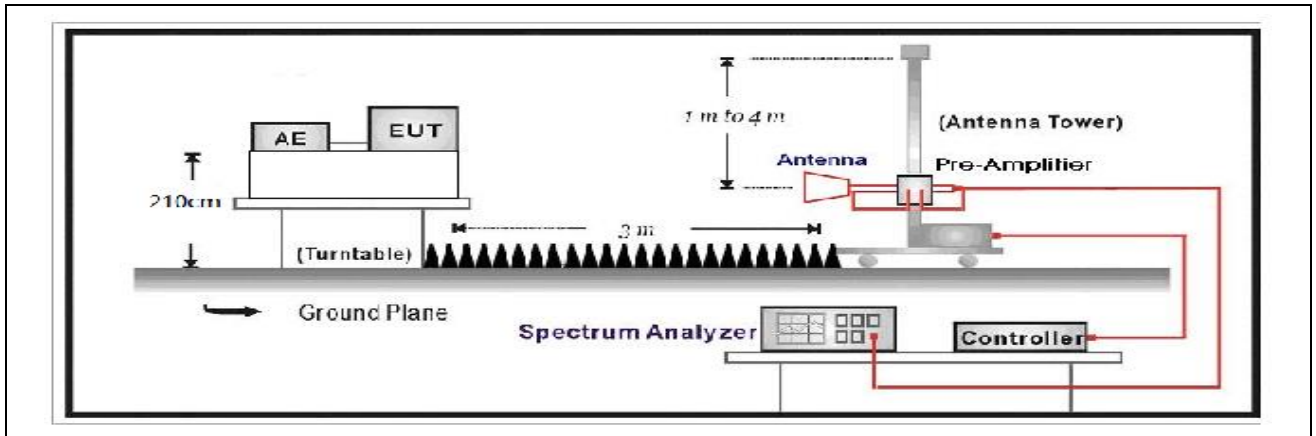 AE
EUT
210cm
(Turntable)
3 m
1 m to 4 m
Antenna
(Antenna Tower)
Pre-Amplifier
Ground Plane
Spectrum Analyzer
Controller